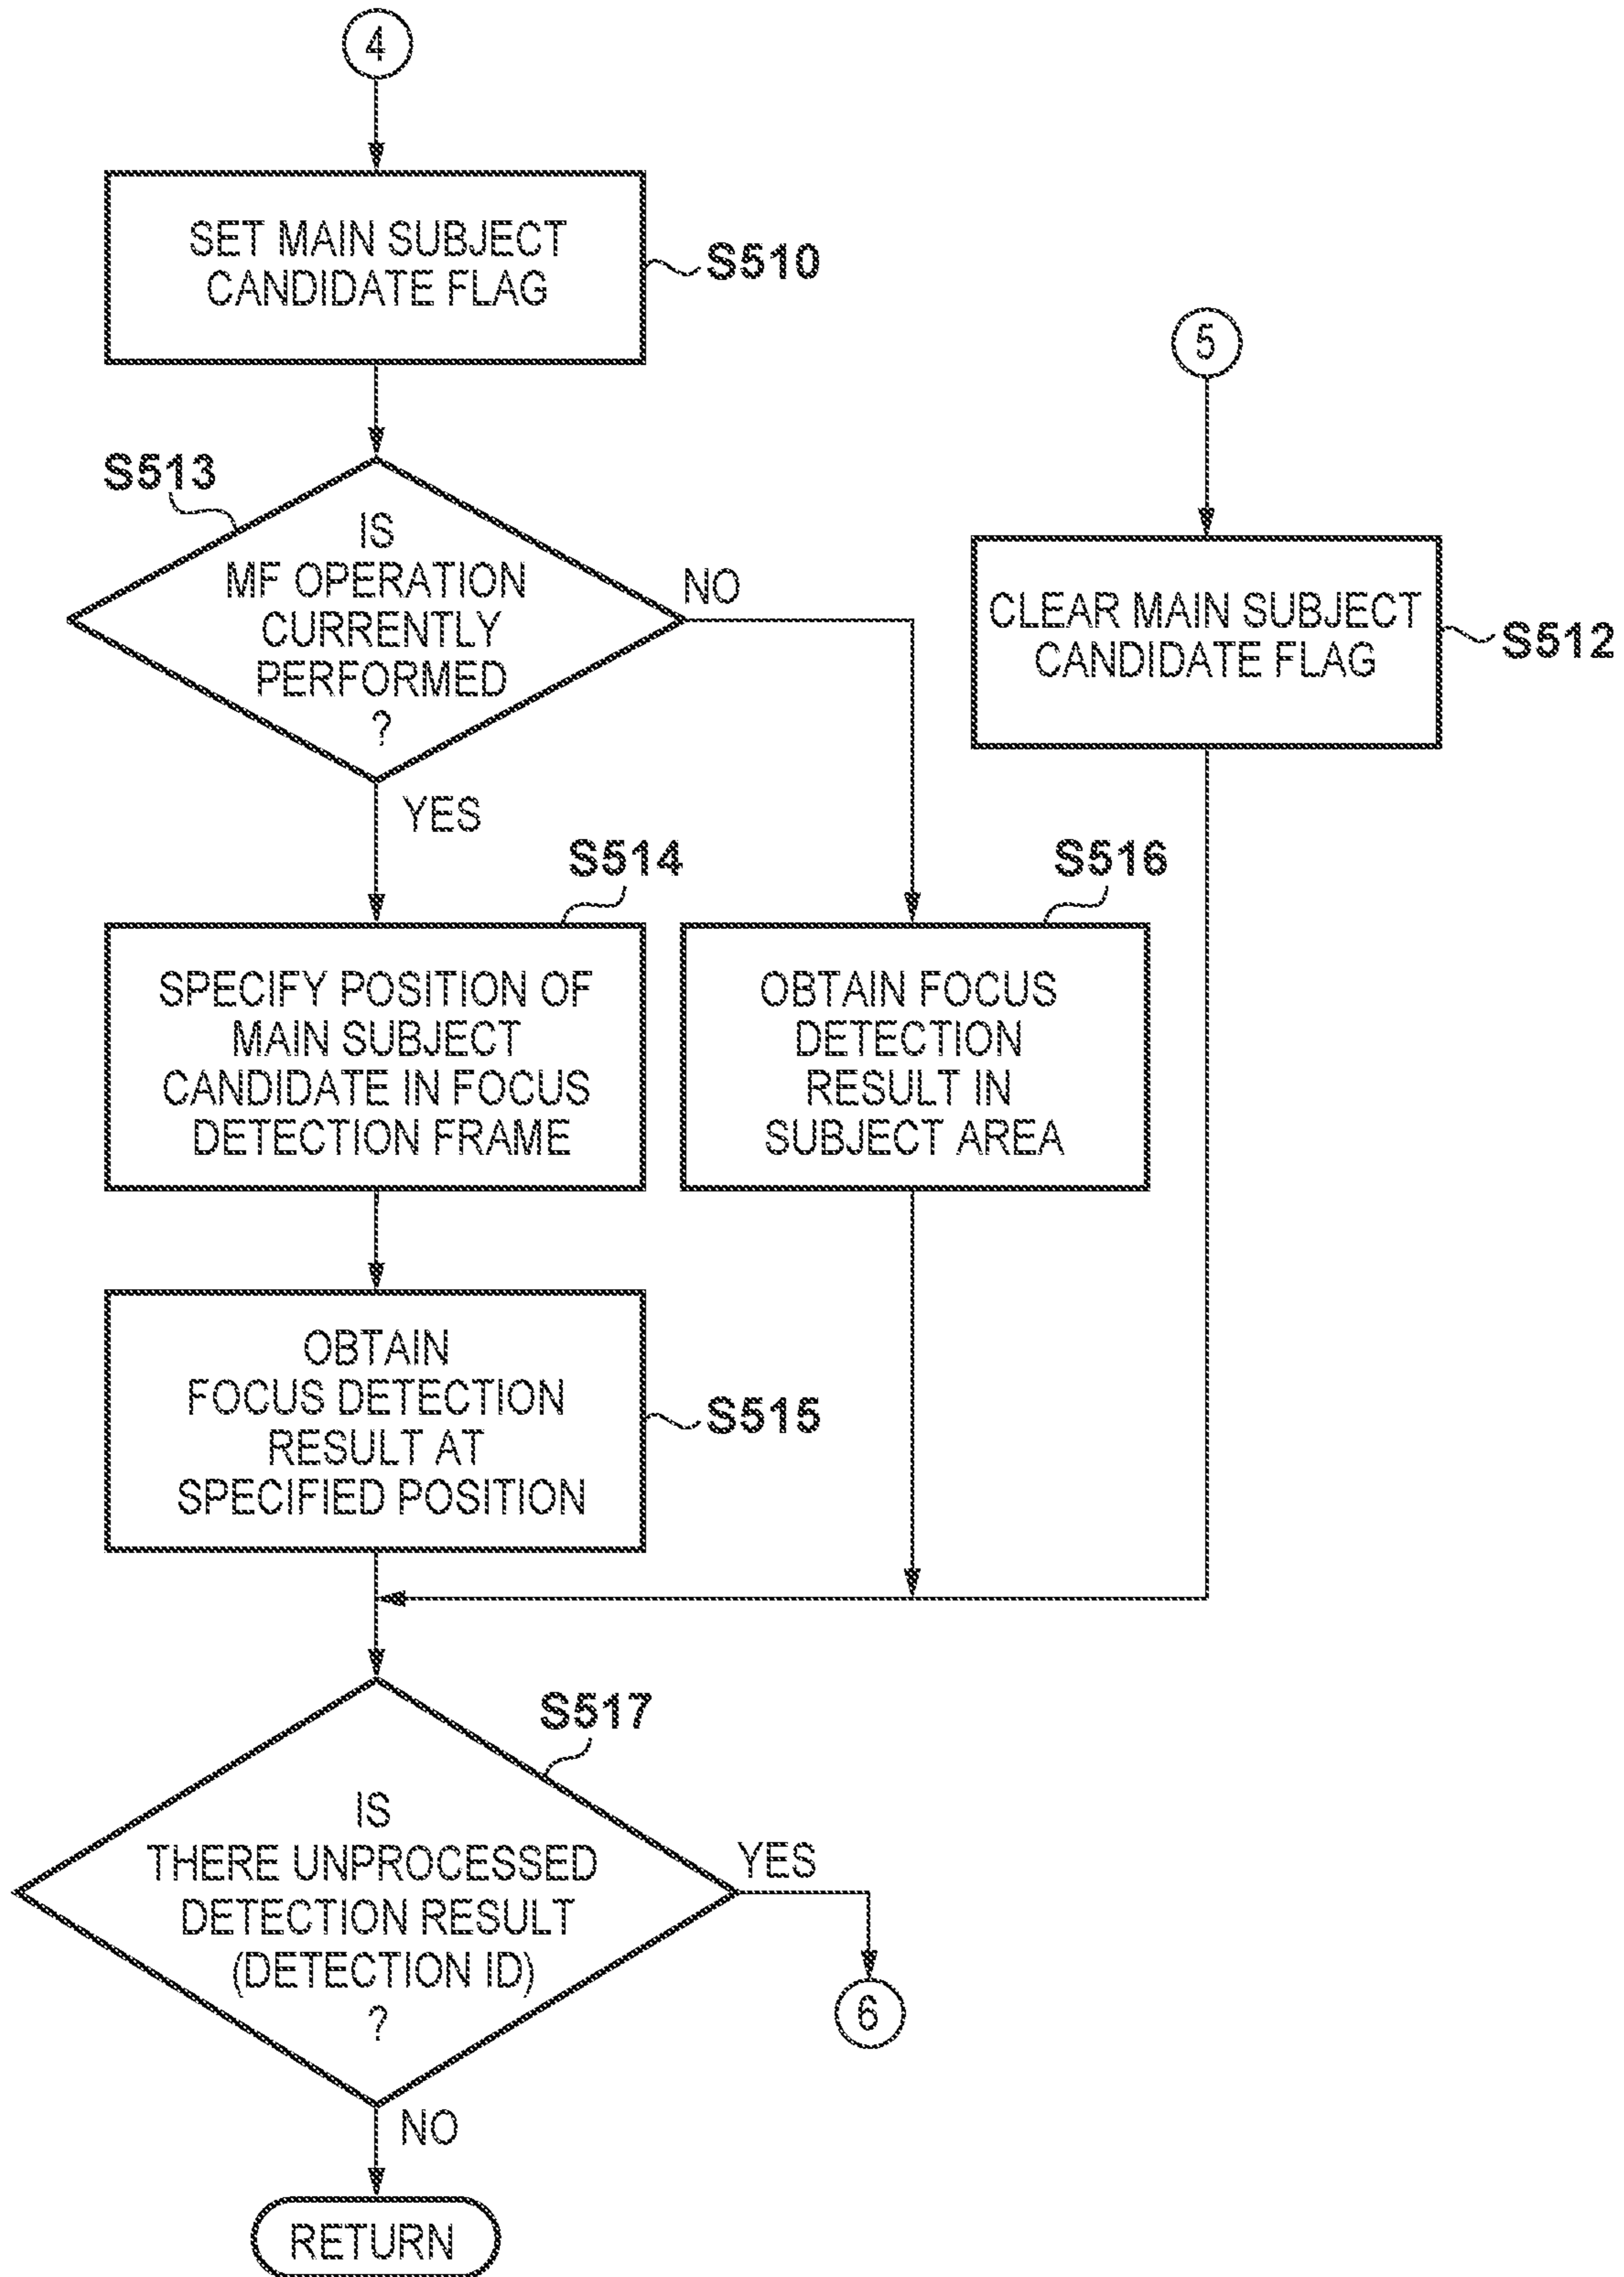 4
SET MAIN SUBJECT
CANDIDATE FLAG
S510
5
S513
IS
MF OPERATION
CURRENTLY
PERFORMED
?
NO
YES
CLEAR MAIN SUBJECT
CANDIDATE FLAG
S512
S514
SPECIFY POSITION OF
MAIN SUBJECT
CANDIDATE IN FOCUS
DETECTION FRAME
S516
OBTAIN FOCUS
DETECTION
RESULT IN
SUBJECT AREA
OBTAIN
FOCUS DETECTION
RESULT AT
SPECIFIED POSITION
S515
S517
IS
THERE UNPROCESSED
DETECTION RESULT
(DETECTION ID)
?
YES
6
NO
RETURN